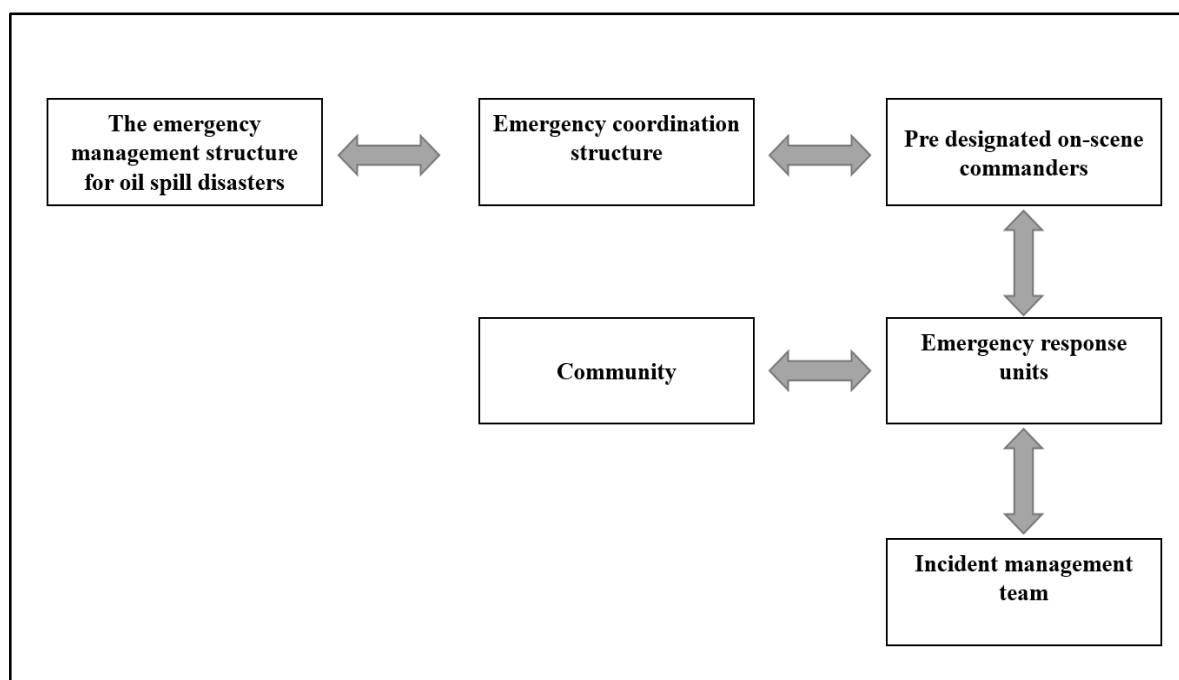 The emergency
management structure
for oil spill disasters
Emergency coordination
structure
Pre designated on-scene
commanders
Community
Emergency response
units
Incident management
team